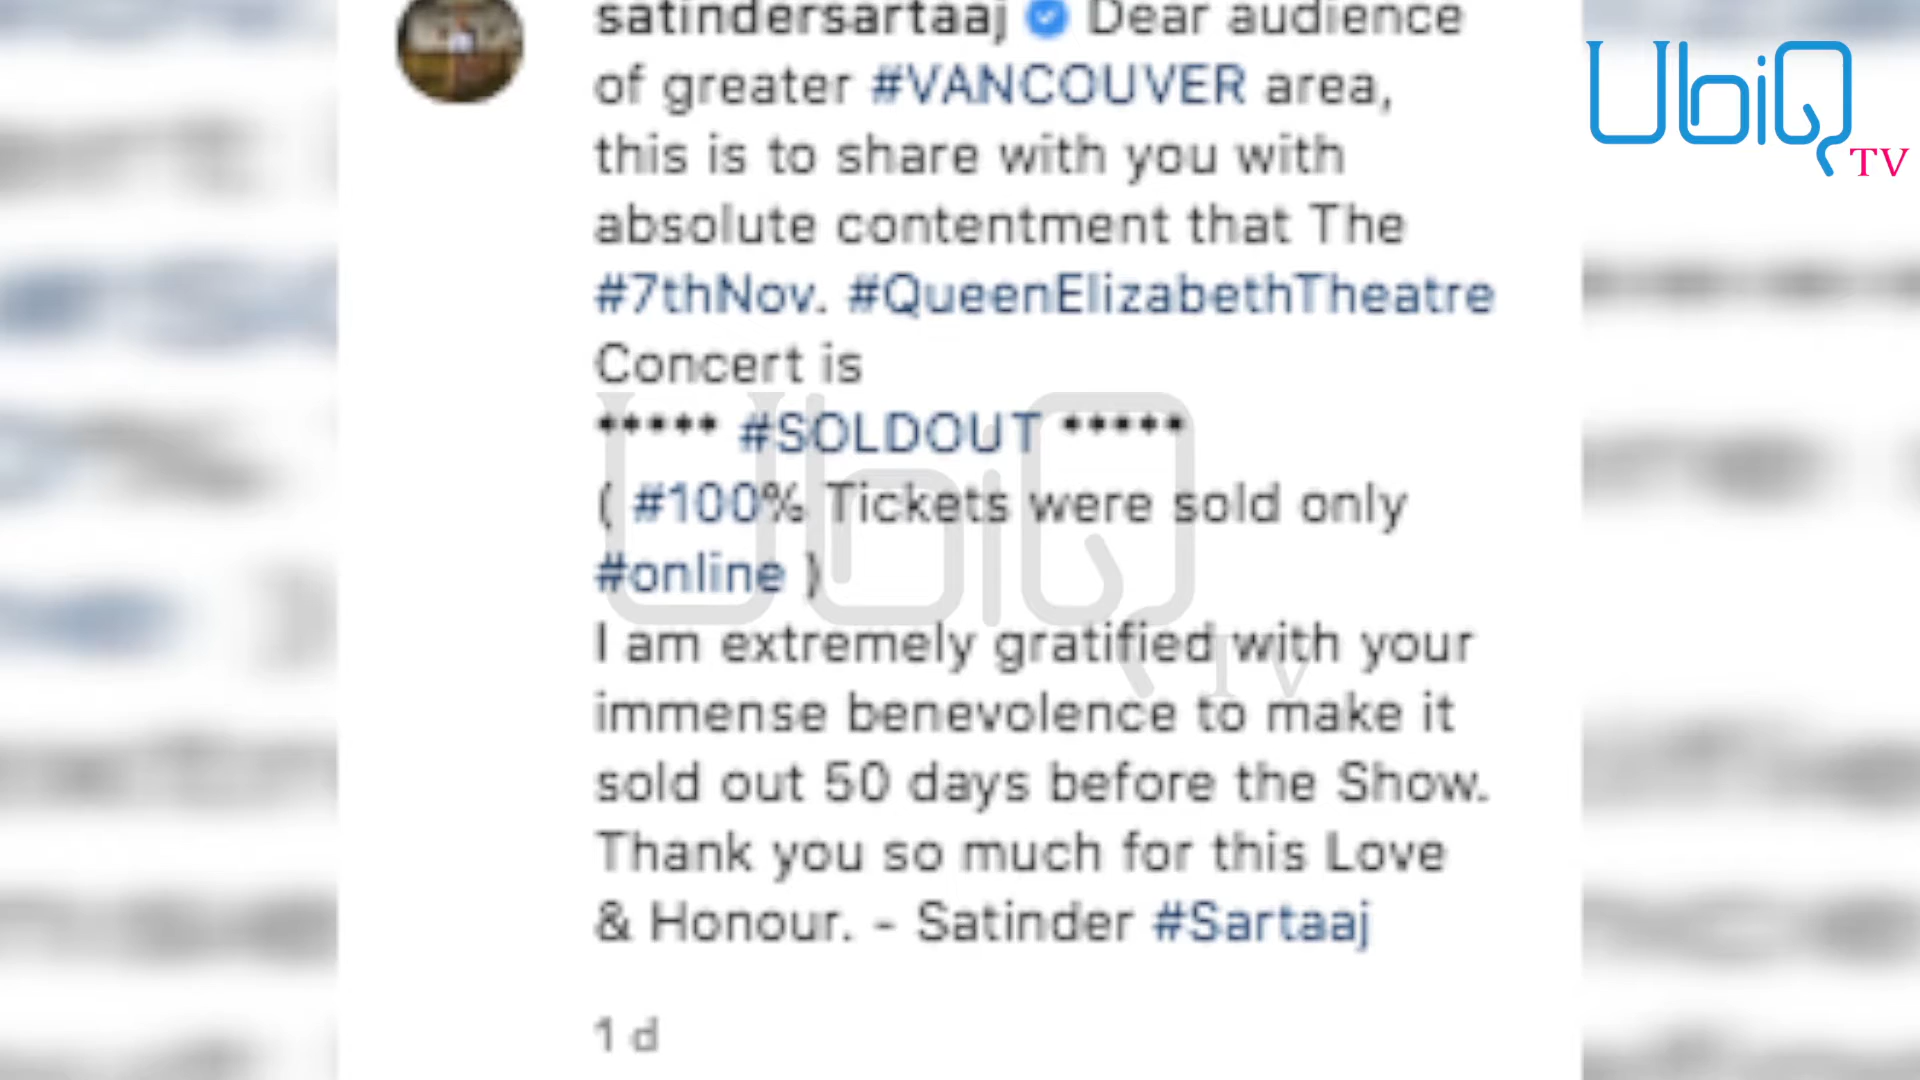 satindersartaaj Dear audience
of greater #VANCOUVER area,
this is to share with you with
absolute contentment that The
#7thNov. #QueenElizabethTheatre
Concert is
***** #SOLDOUT *****
( #100% Tickets were sold only
#online )
I am extremely gratified with your
immense benevolence to make it
sold out 50 days before the Show.
Thank you so much for this Love
& Honour. - Satinder #Sartaaj
1 d
UbiQ TV
UbiQ TV